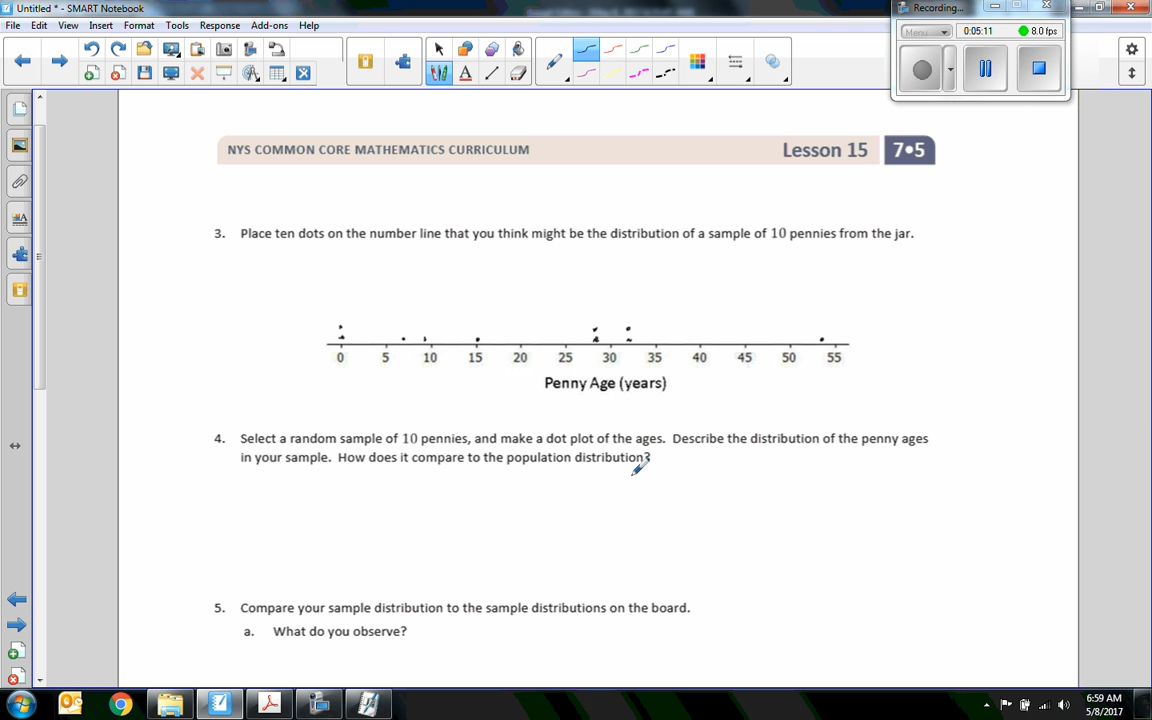 Untitled * - SMART Notebook
Recording...
File Edit View Insert Format Tools Response Add-ons Help
Menu 0:05:11 8.0 fps
NYS COMMON CORE MATHEMATICS CURRICULUM Lesson 15 7•5
3. Place ten dots on the number line that you think might be the distribution of a sample of 10 pennies from the jar.
0 5 10 15 20 25 30 35 40 45 50 55
Penny Age (years)
4. Select a random sample of 10 pennies, and make a dot plot of the ages. Describe the distribution of the penny ages
in your sample. How does it compare to the population distribution?
5. Compare your sample distribution to the sample distributions on the board.
a. What do you observe?
6:59 AM
5/8/2017